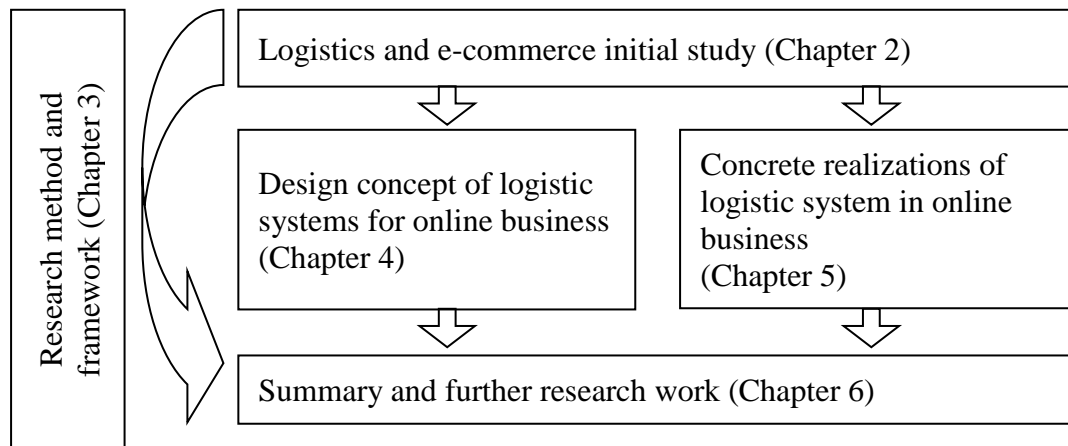 Research method and
framework (Chapter 3)
Logistics and e-commerce initial study (Chapter 2)
Design concept of logistic
systems for online business
(Chapter 4)
Concrete realizations of
logistic system in online
business
(Chapter 5)
Summary and further research work (Chapter 6)